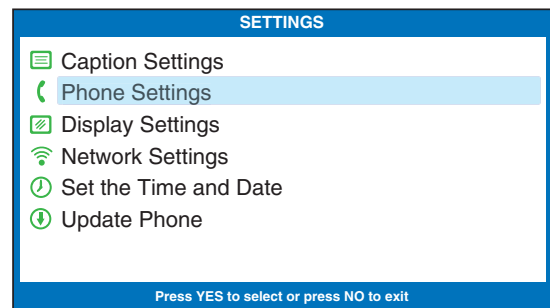 SETTINGS
Caption Settings
Phone Settings
Display Settings
Network Settings
Set the Time and Date
Update Phone
Press YES to select or press NO to exit